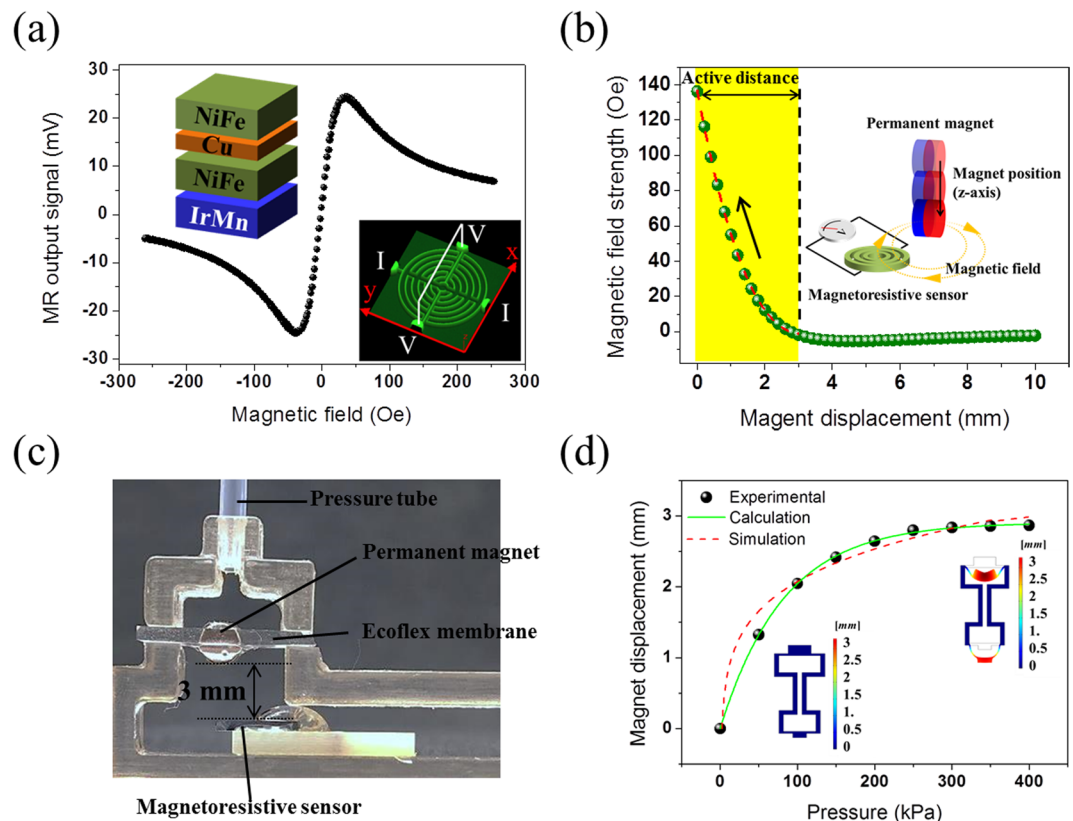 (a)
MR output signal (mV)
30
20
10
0
-10
-20
-30
-300
-150
0
150
300
Magnetic field (Oe)
NiFe
Cu
NiFe
IrMn
V
I
x
y
I
V
(b)
Magnetic field strength (Oe)
140
120
100
80
60
40
20
0
0
2
4
6
8
10
Magent displacement (mm)
Active distance
Permanent magnet
Magnet position
(z-axis)
Magnetic field
Magnetoresistive sensor
(c)
Pressure tube
Permanent magnet
Ecoflex membrane
3 mm
Magnetoresistive sensor
(d)
Magnet displacement (mm)
3
2
1
0
0
100
200
300
400
Pressure (kPa)
Experimental
Calculation
Simulation
[mm]
3
2.5
2
1.5
1
0.5
0
[mm]
3
2.5
2
1.5
1
0.5
0